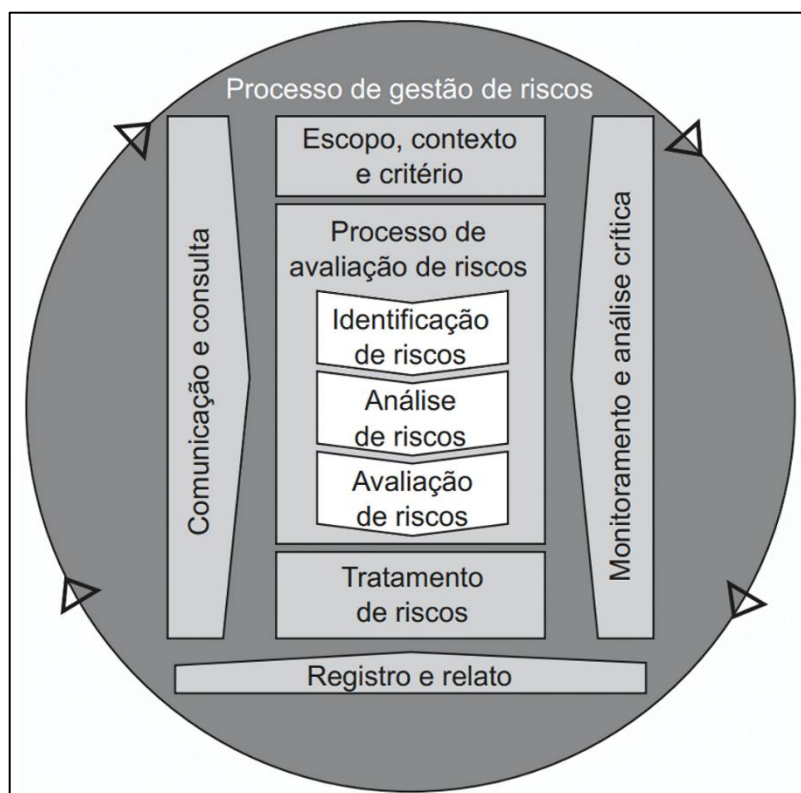 Processo de gestão de riscos
Comunicação e consulta
Escopo, contexto
e critério
Processo de
avaliação de riscos
Identificação
de riscos
Análise
de riscos
Avaliação
de riscos
Tratamento
de riscos
Monitoramento e análise crítica
Registro e relato